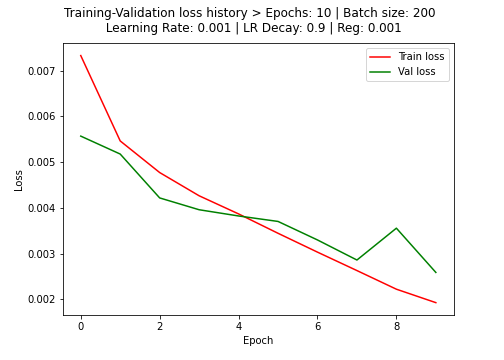 Training-Validation loss history > Epochs: 10 | Batch size: 200
Learning Rate: 0.001 | LR Decay: 0.9 | Reg: 0.001
Train loss
Val loss
0.007
0.006
0.005
0.004
0.003
0.002
Loss
0 2 4 6 8
Epoch